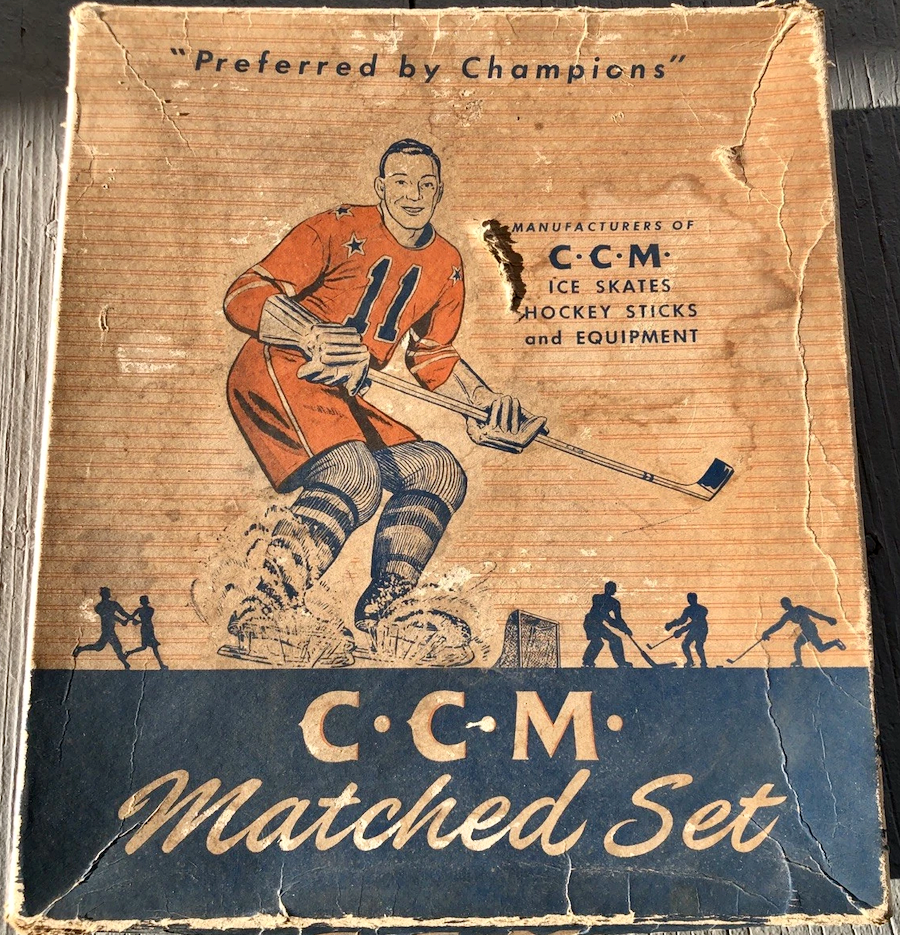 "Preferred by Champions"
MANUFACTURERS OF
C·C·M·
ICE SKATES
HOCKEY STICKS
and EQUIPMENT
11
C·C·M·
Matched Set